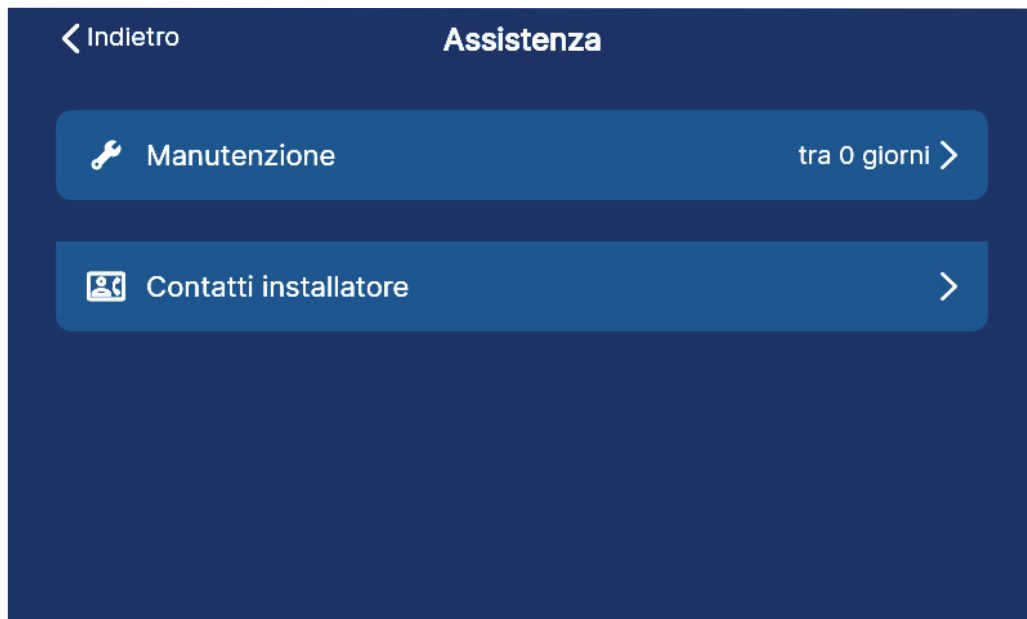 Indietro
Assistenza
Manutenzione
tra 0 giorni
Contatti installatore